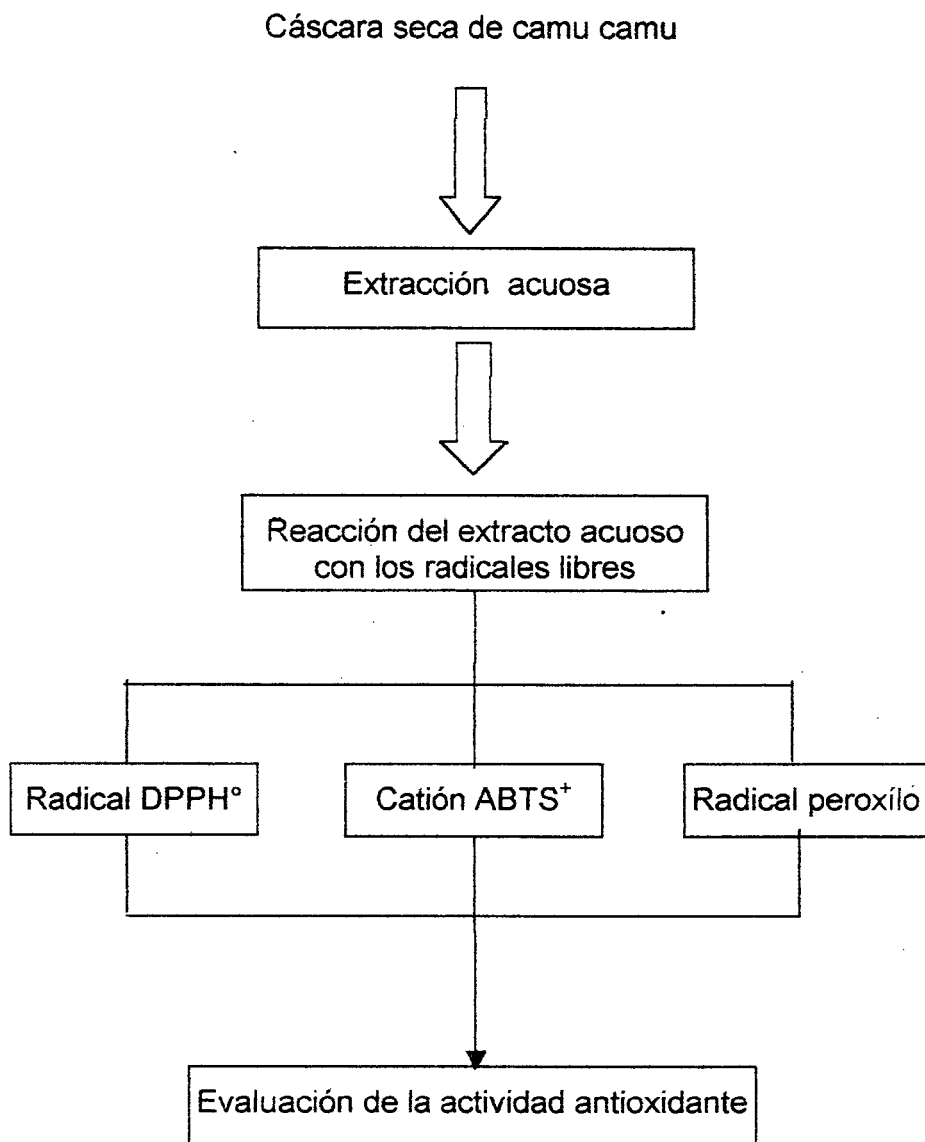 Cáscara seca de camu camu
Extracción acuosa
Reacción del extracto acuoso
con los radicales libres
Radical DPPH°
Catión ABTS⁺
Radical peroxílo
Evaluación de la actividad antioxidante